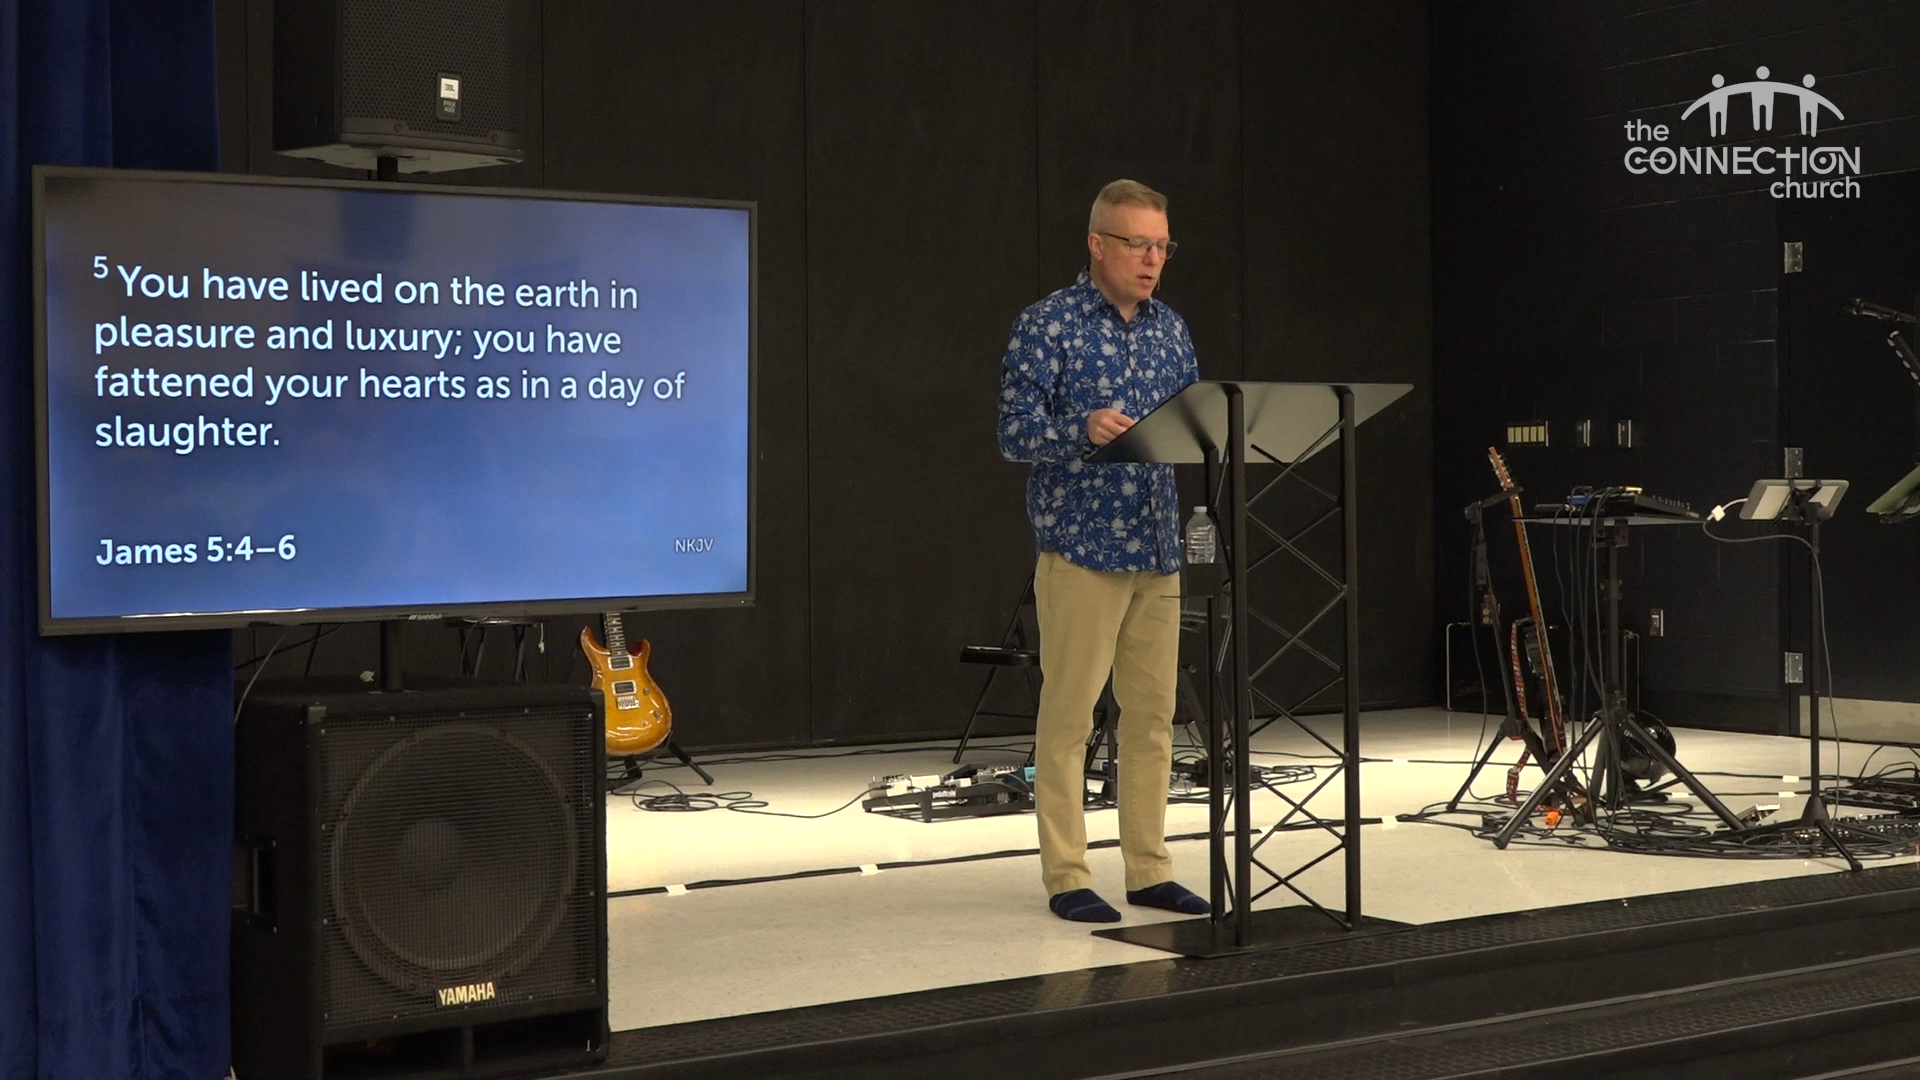 the
CONNECTION
church
JBL
5 You have lived on the earth in
pleasure and luxury; you have
fattened your hearts as in a day of
slaughter.
James 5:4–6
NKJV
YAMAHA